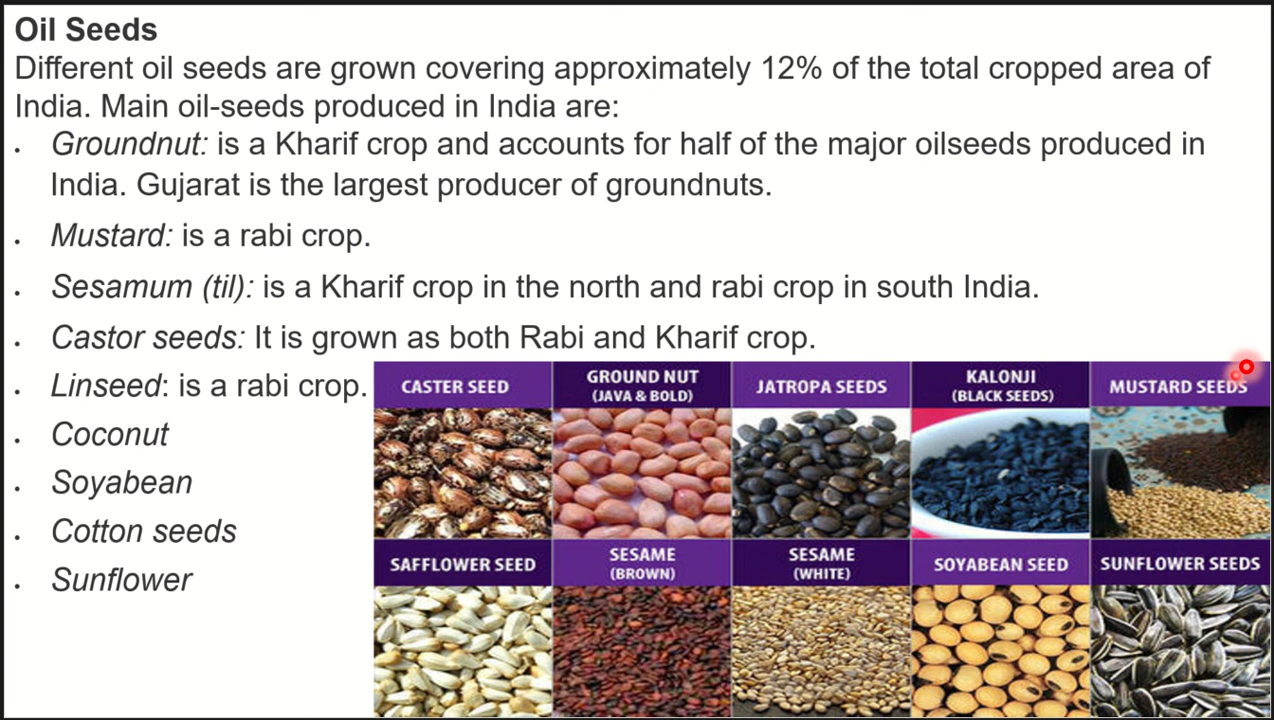 Oil Seeds
Different oil seeds are grown covering approximately 12% of the total cropped area of
India. Main oil-seeds produced in India are:
• Groundnut: is a Kharif crop and accounts for half of the major oilseeds produced in
India. Gujarat is the largest producer of groundnuts.
• Mustard: is a rabi crop.
• Sesamum (til): is a Kharif crop in the north and rabi crop in south India.
• Castor seeds: It is grown as both Rabi and Kharif crop.
• Linseed: is a rabi crop.
• Coconut
• Soyabean
• Cotton seeds
• Sunflower
CASTER SEED
GROUND NUT
(JAVA & BOLD)
JATROPA SEEDS
KALONJI
(BLACK SEEDS)
MUSTARD SEEDS
SAFFLOWER SEED
SESAME
(BROWN)
SESAME
(WHITE)
SOYABEAN SEED
SUNFLOWER SEEDS